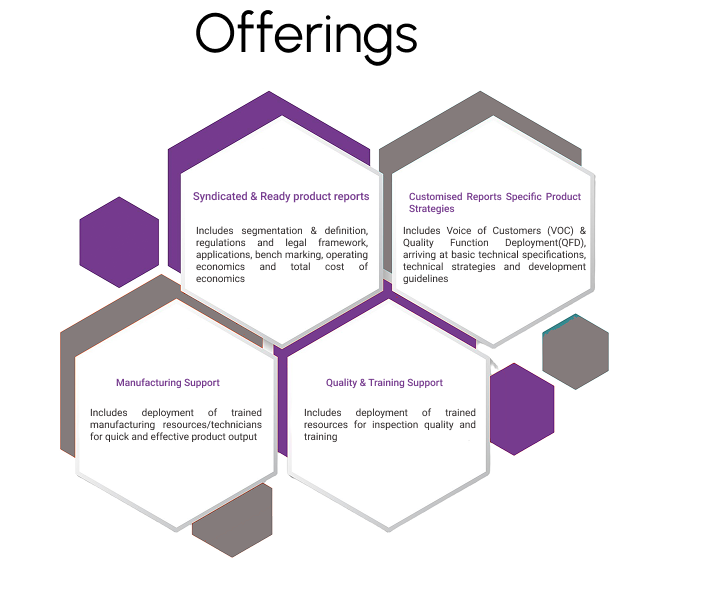 Offerings
Syndicated & Ready product reports
Includes segmentation & definition,
regulations and legal framework,
applications, bench marking, operating
economics and total cost of
economics
Customised Reports Specific Product
Strategies
Includes Voice of Customers (VOC) &
Quality Function Deployment(QFD),
arriving at basic technical specifications,
technical strategies and development
guidelines
Manufacturing Support
Includes deployment of trained
manufacturing resources/technicians
for quick and effective product output
Quality & Training Support
Includes deployment of trained
resources for inspection quality and
training